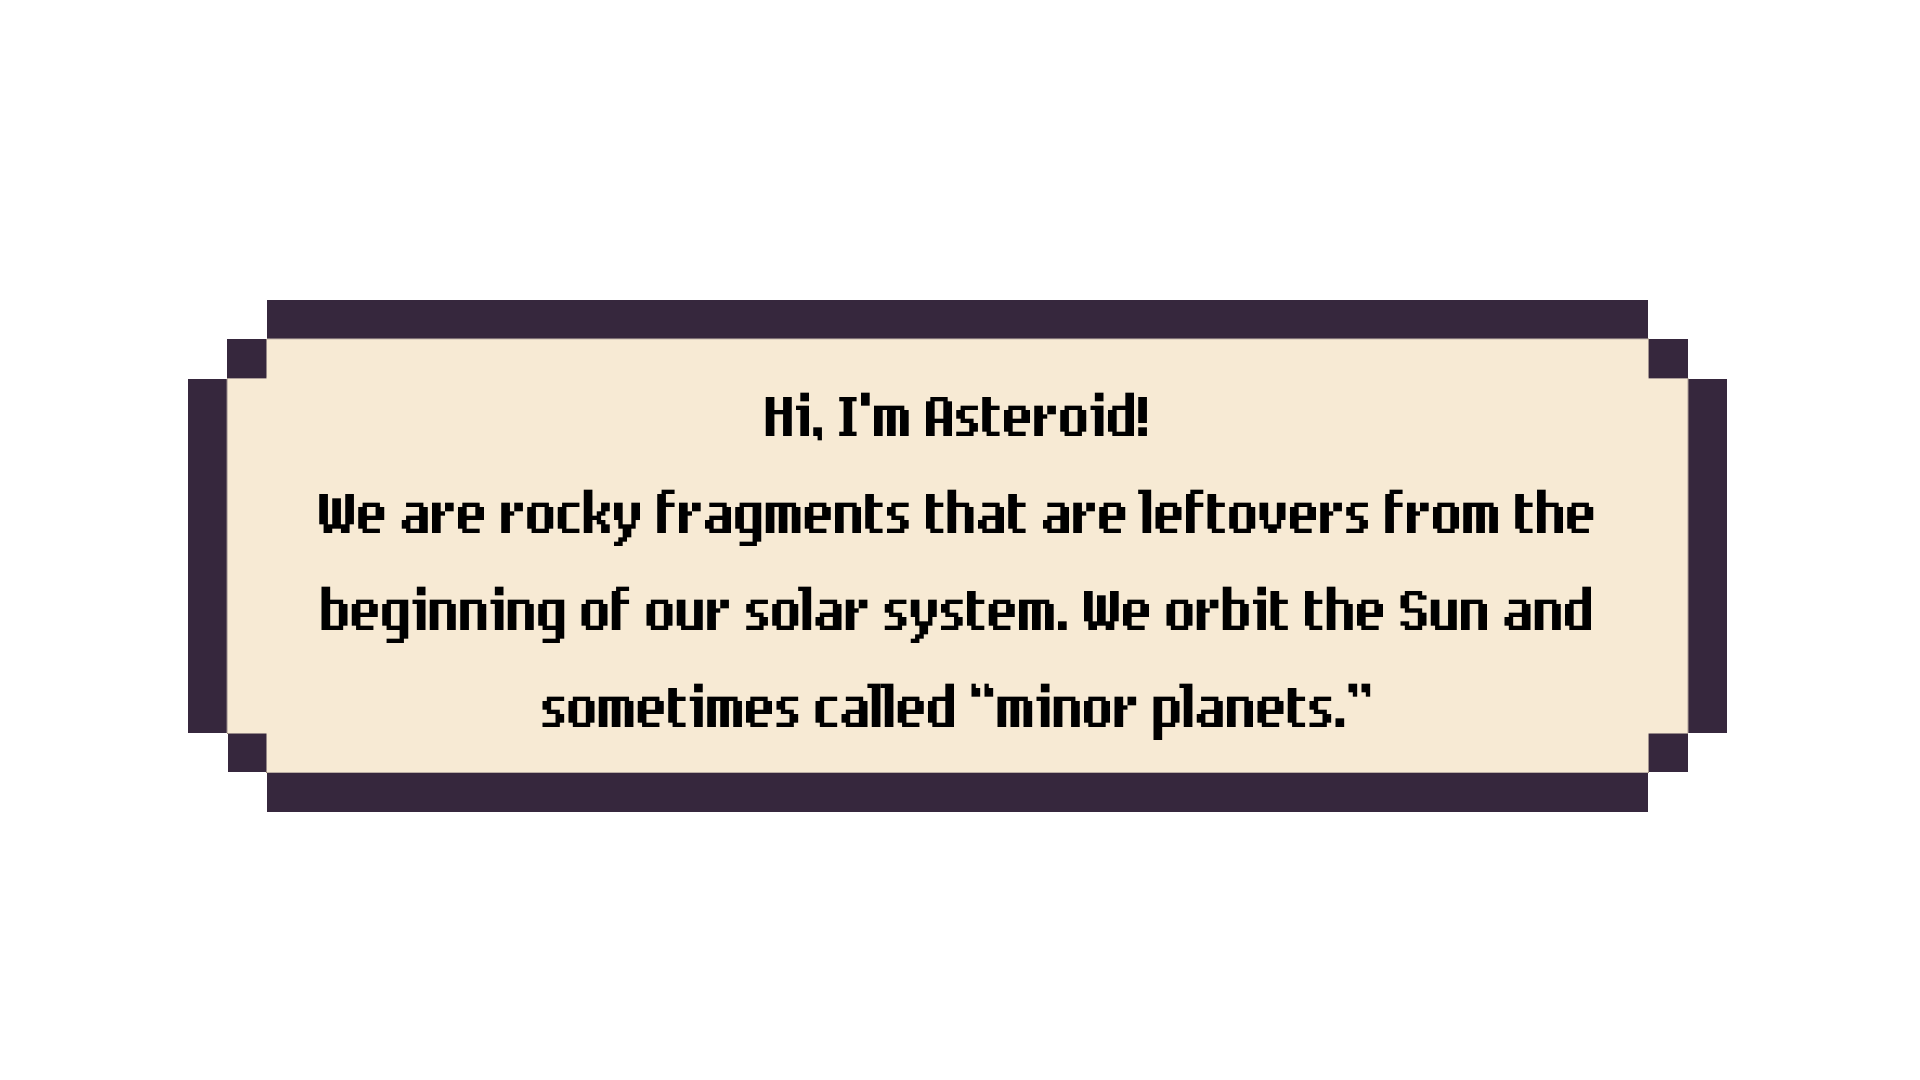 Hi, I'm Asteroid!
We are rocky fragments that are leftovers from the
beginning of our solar system. We orbit the Sun and
sometimes called “minor planets.”